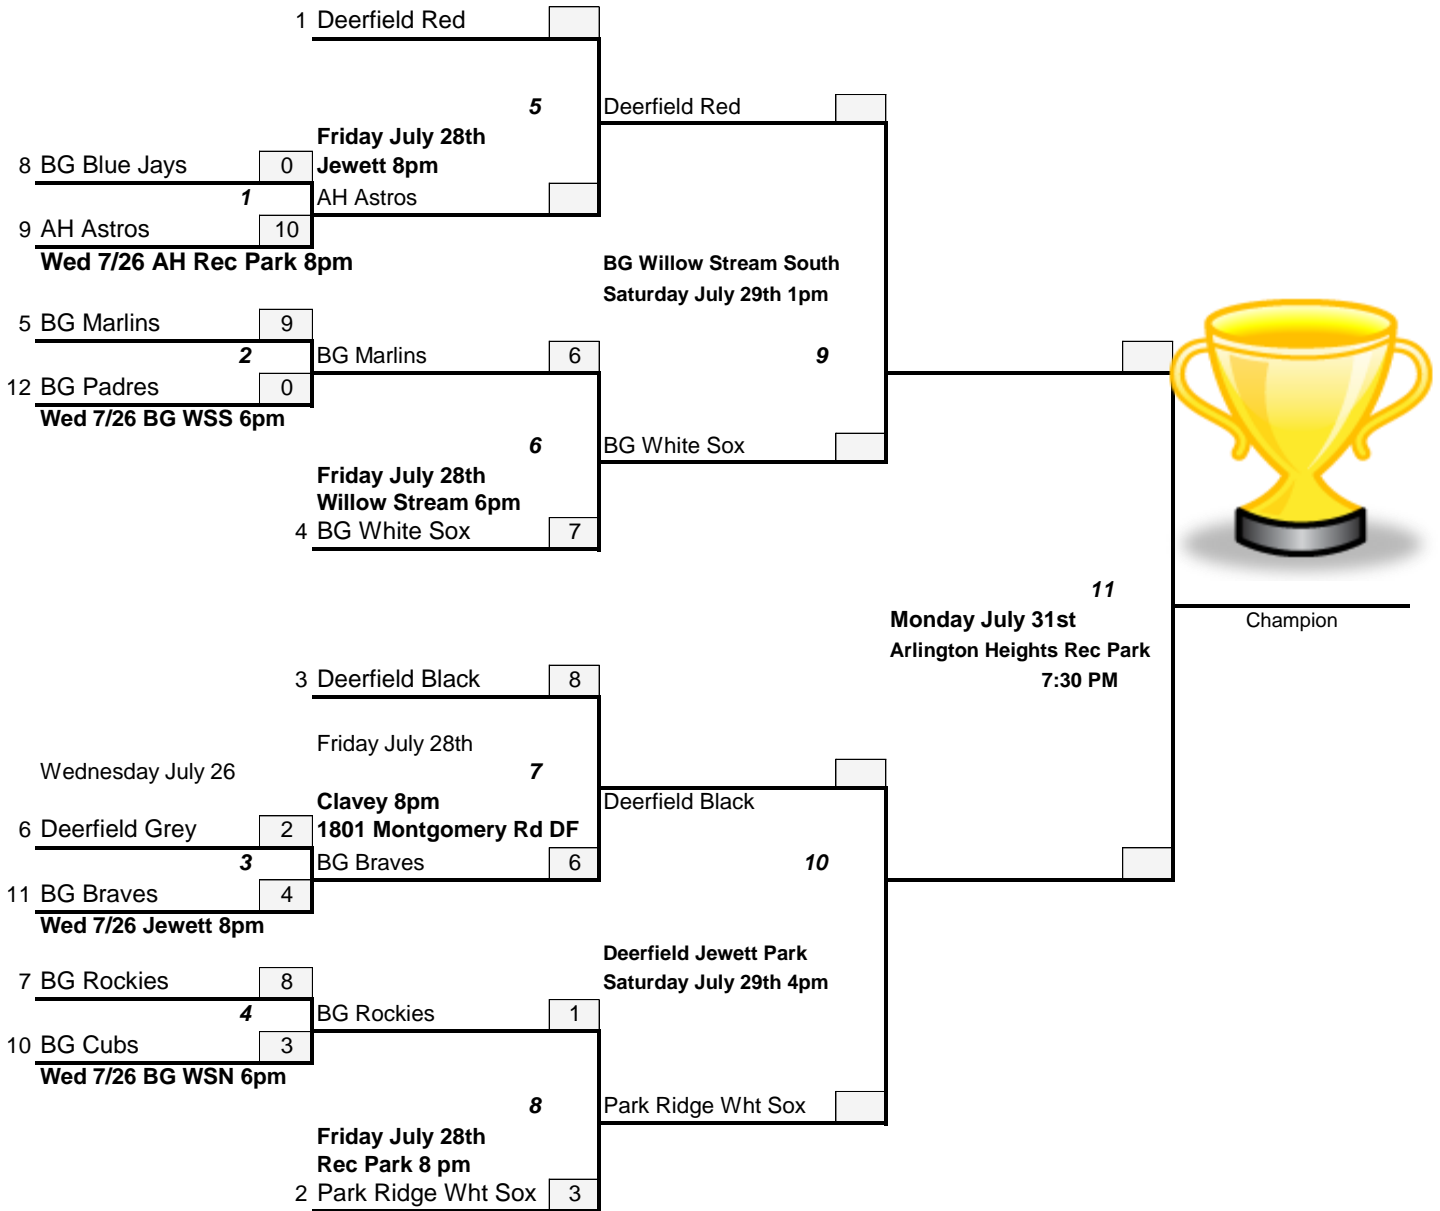 1 Deerfield Red
5 Deerfield Red
Friday July 28th
8 BG Blue Jays 0 Jewett 8pm
1 AH Astros
9 AH Astros 10
Wed 7/26 AH Rec Park 8pm BG Willow Stream South
Saturday July 29th 1pm
5 BG Marlins 9
2 BG Marlins 6 9
12 BG Padres 0
Wed 7/26 BG WSS 6pm
6 BG White Sox
Friday July 28th
Willow Stream 6pm
4 BG White Sox 7
11
Monday July 31st Champion
Arlington Heights Rec Park
3 Deerfield Black 8 7:30 PM
Friday July 28th
Wednesday July 26 7
Clavey 8pm Deerfield Black
6 Deerfield Grey 2 1801 Montgomery Rd DF
3 BG Braves 6 10
11 BG Braves 4
Wed 7/26 Jewett 8pm
Deerfield Jewett Park
7 BG Rockies 8 Saturday July 29th 4pm
4 BG Rockies 1
10 BG Cubs 3
Wed 7/26 BG WSN 6pm
8 Park Ridge Wht Sox
Friday July 28th
Rec Park 8 pm
2 Park Ridge Wht Sox 3